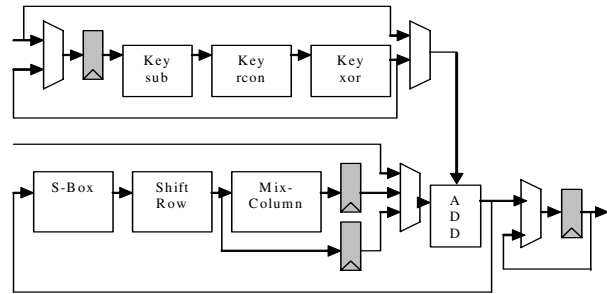 Key
sub
Key
rcon
Key
xor
S-Box
Shift
Row
Mix-
Column
A
D
D